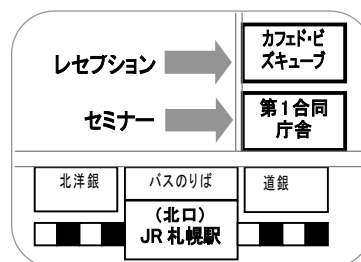 レセプション
カフェド・ビ
ズキューブ
セミナー
第1合同
庁舎
北洋銀
バスのりば
道銀
(北口)
JR 札幌駅